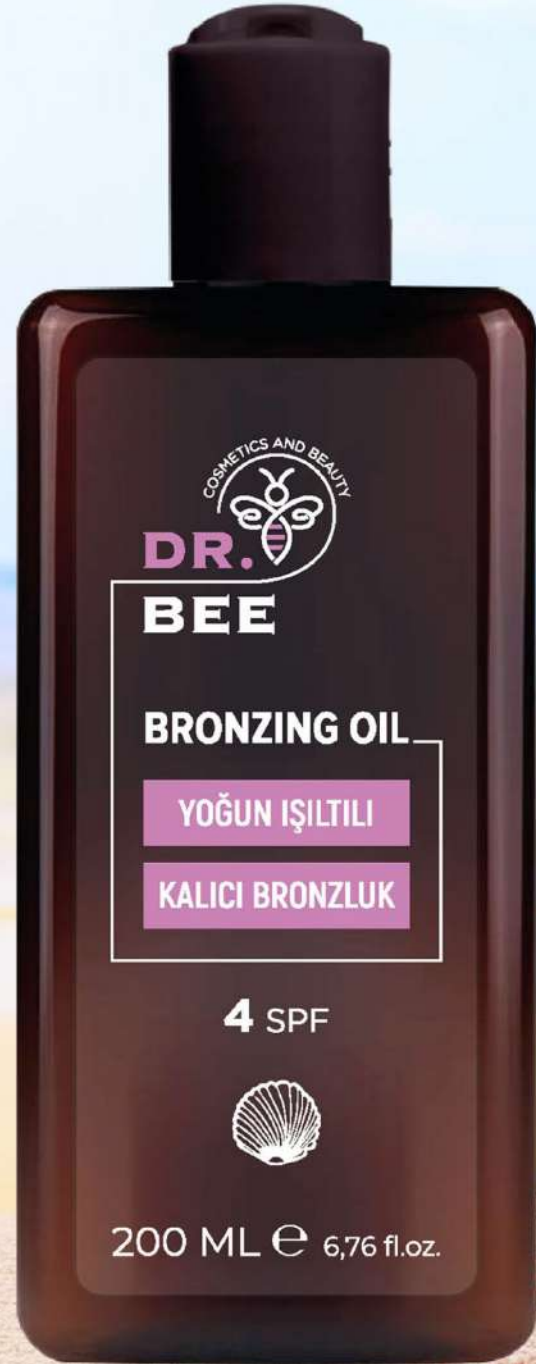 COSMETICS AND BEAUTY
DR.
BEE
BRONZING OIL
YOĞUN IŞILTILI
KALICI BRONZLUK
4 SPF
200 ML ℮ 6,76 fl.oz.